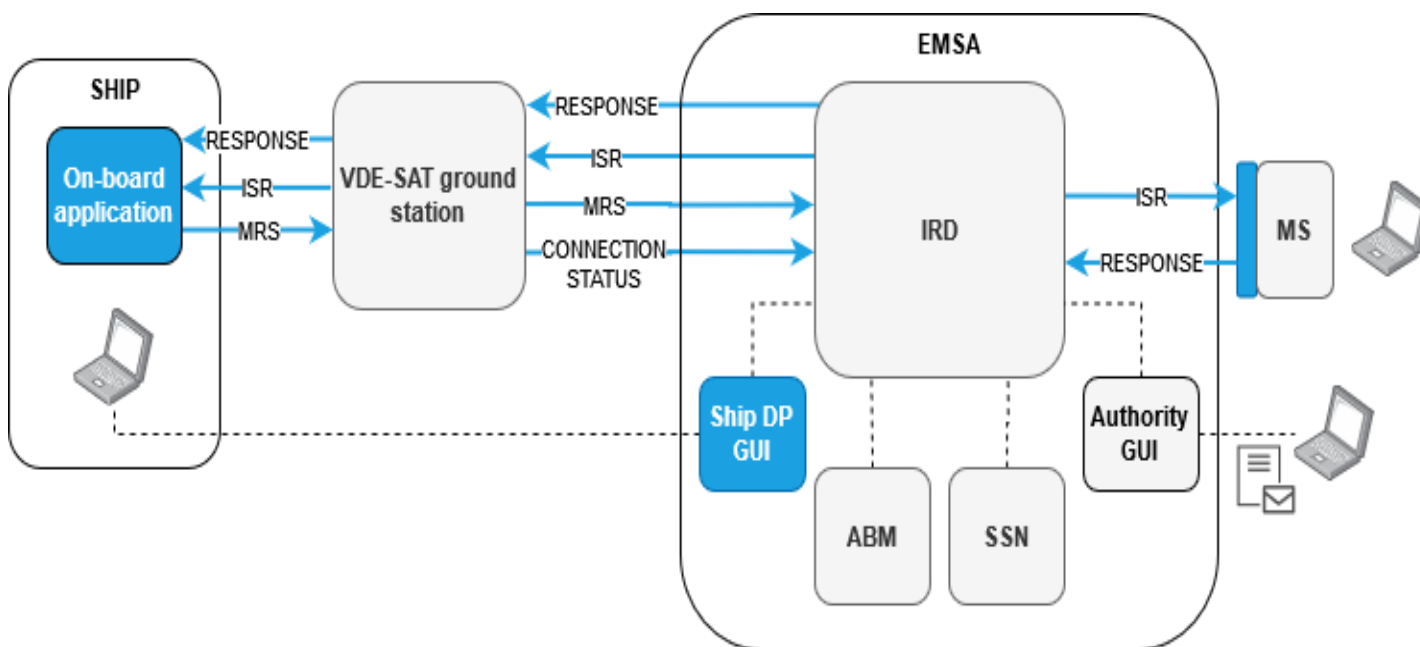 EMSA
SHIP
RESPONSE
RESPONSE
On-board
application
ISR
MRS
VDE-SAT ground
station
ISR
MRS
CONNECTION
STATUS
IRD
ISR
RESPONSE
MS
Ship DP
GUI
Authority
GUI
ABM
SSN